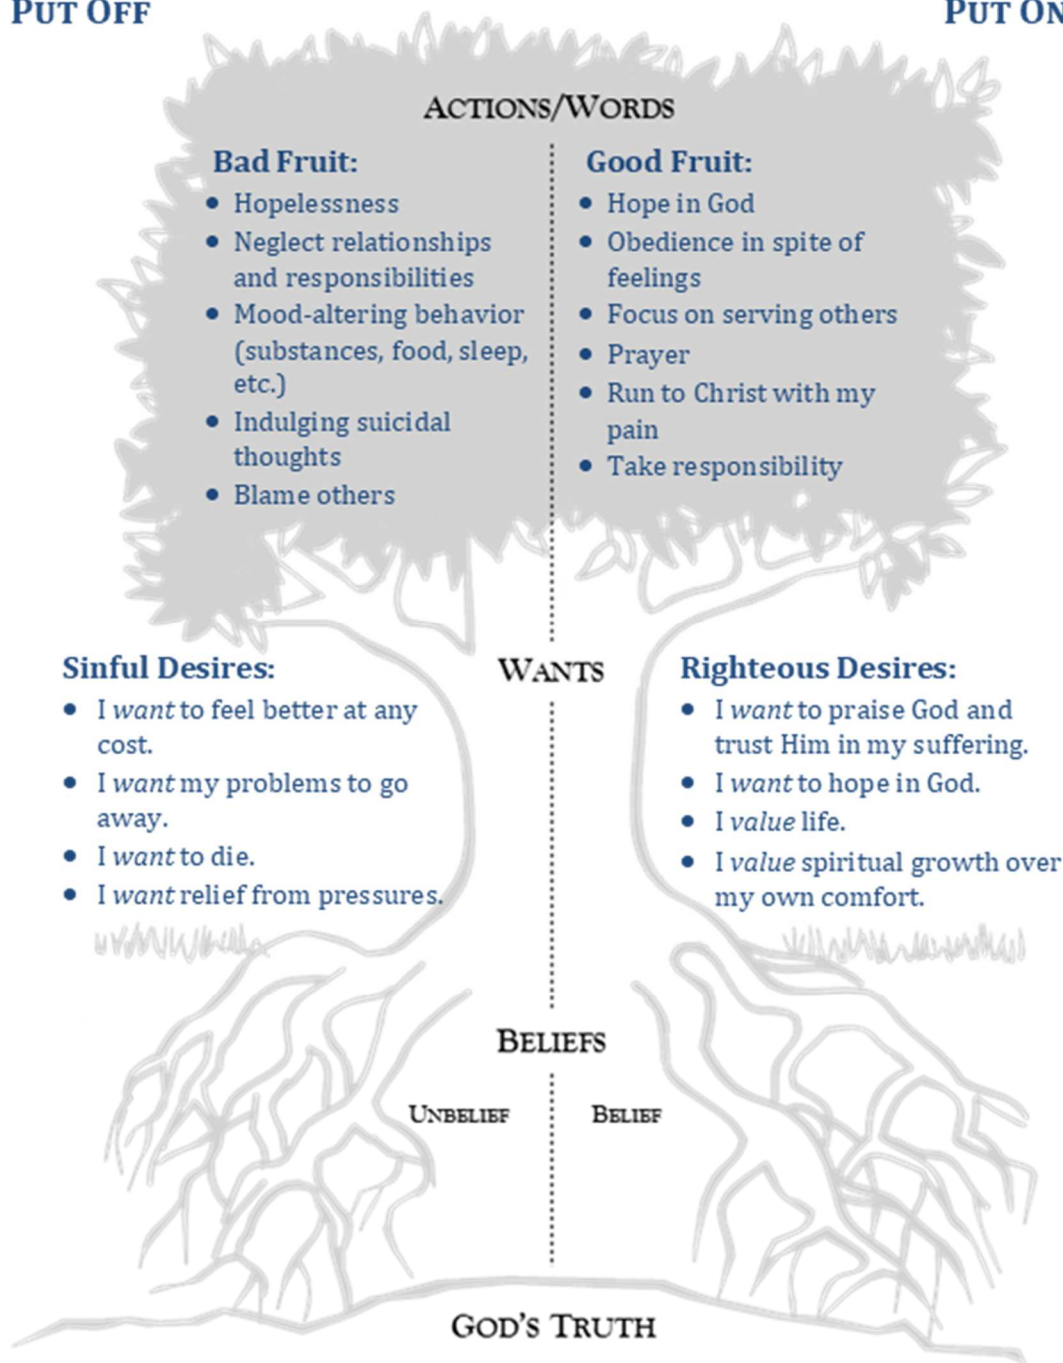 PUT OFF
PUT ON
ACTIONS/WORDS
Bad Fruit:
• Hopelessness
• Neglect relationships
and responsibilities
• Mood-altering behavior
(substances, food, sleep,
etc.)
• Indulging suicidal
thoughts
• Blame others
Good Fruit:
• Hope in God
• Obedience in spite of
feelings
• Focus on serving others
• Prayer
• Run to Christ with my
pain
• Take responsibility
WANTS
Sinful Desires:
• I want to feel better at any
cost.
• I want my problems to go
away.
• I want to die.
• I want relief from pressures.
Righteous Desires:
• I want to praise God and
trust Him in my suffering.
• I want to hope in God.
• I value life.
• I value spiritual growth over
my own comfort.
BELIEFS
UNBELIEF
BELIEF
GOD'S TRUTH